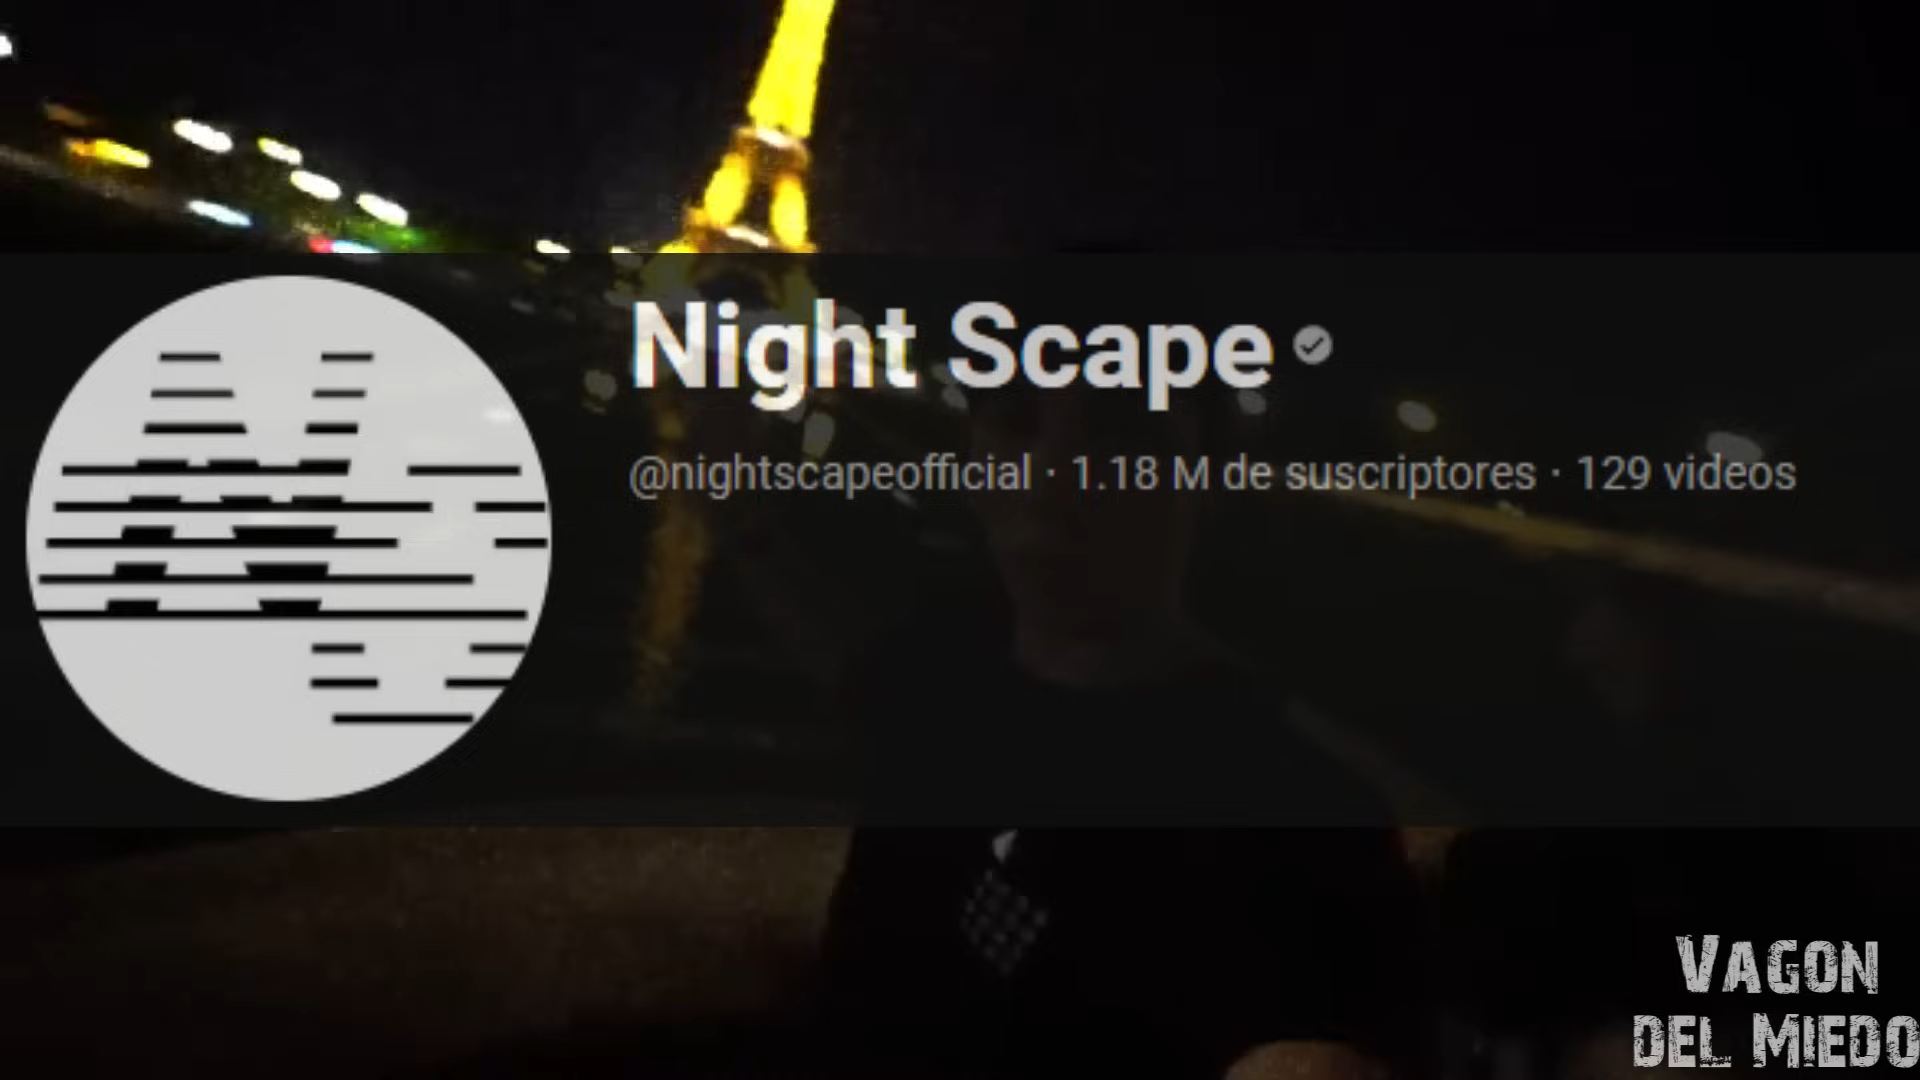 Night Scape
@nightscapeofficial · 1.18 M de suscriptores · 129 videos
VAGON
DEL MIEDO